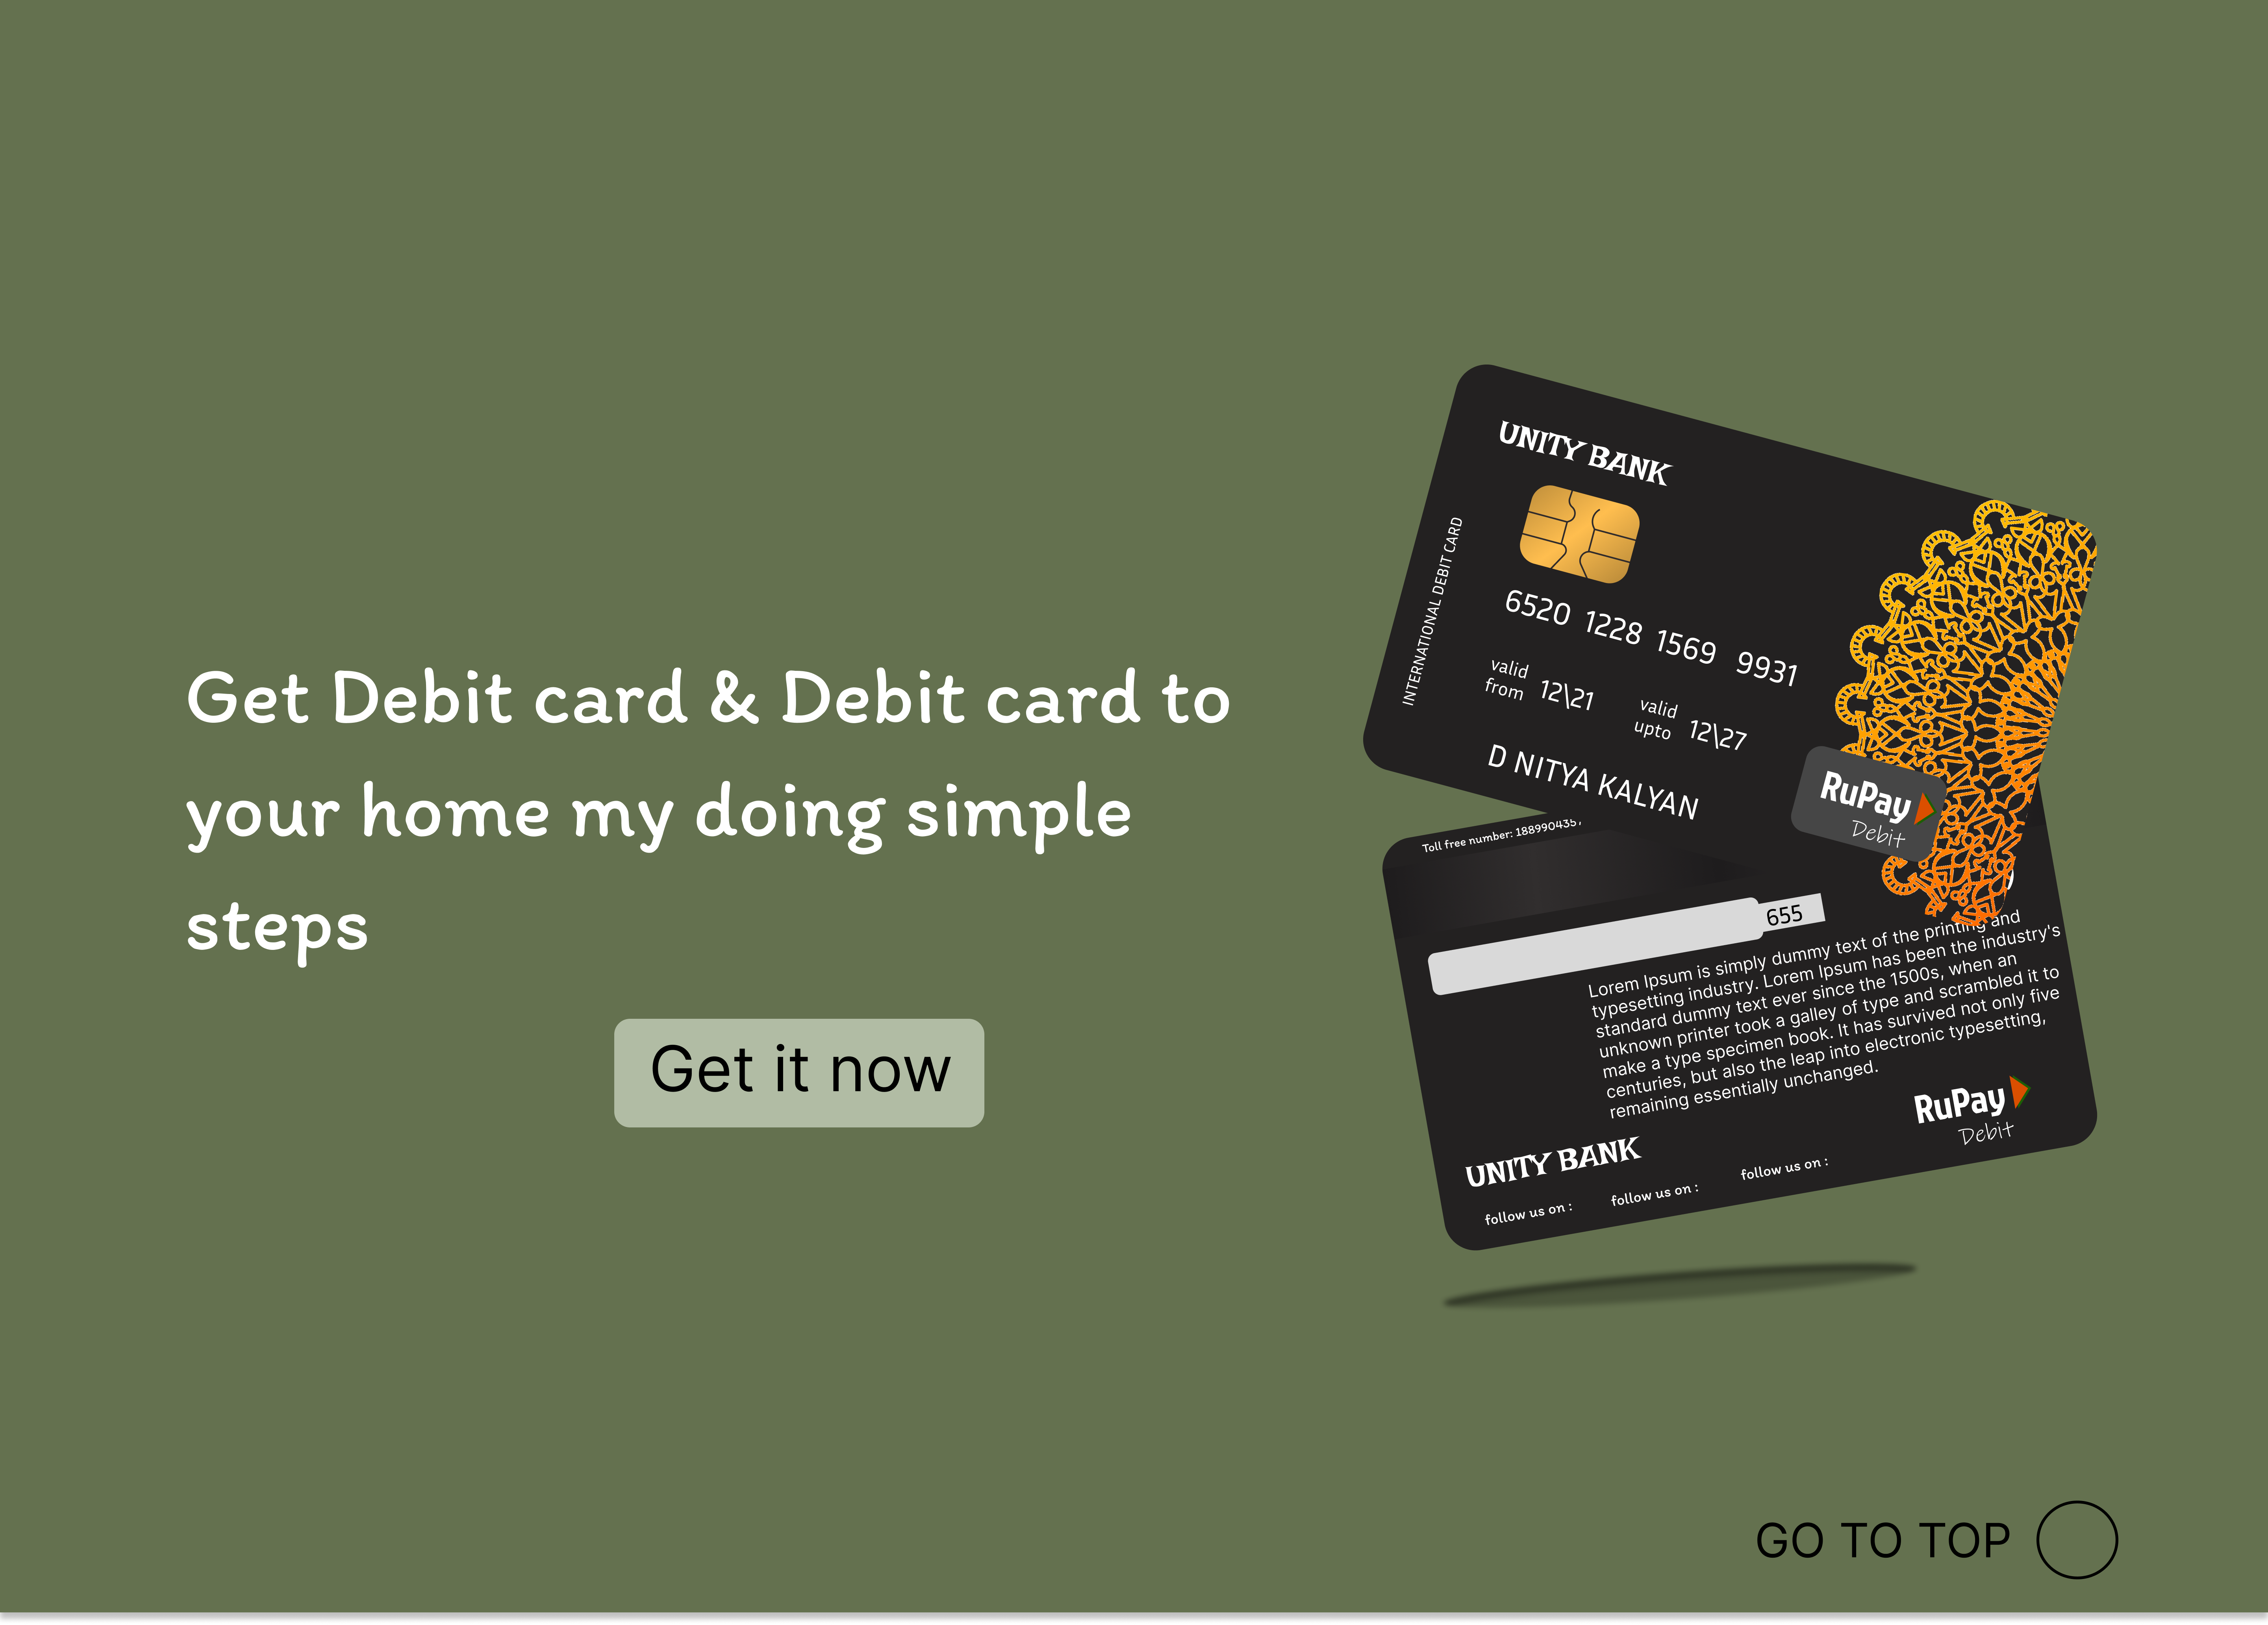 Get Debit card & Debit card to
your home my doing simple
steps
Get it now
UNITY BANK
INTERNATIONAL DEBIT CARD
6520 1228 1569 9931
valid
from 12\21
valid
upto 12\27
D NITYA KALYAN
RuPay
Debit
Toll free number: 188990435
655
Lorem Ipsum is simply dummy text of the printing and
typesetting industry. Lorem Ipsum has been the industry's
standard dummy text ever since the 1500s, when an
unknown printer took a galley of type and scrambled it to
make a type specimen book. It has survived not only five
centuries, but also the leap into electronic typesetting,
remaining essentially unchanged.
RuPay
Debit
UNITY BANK
follow us on :
follow us on :
follow us on :
GO TO TOP